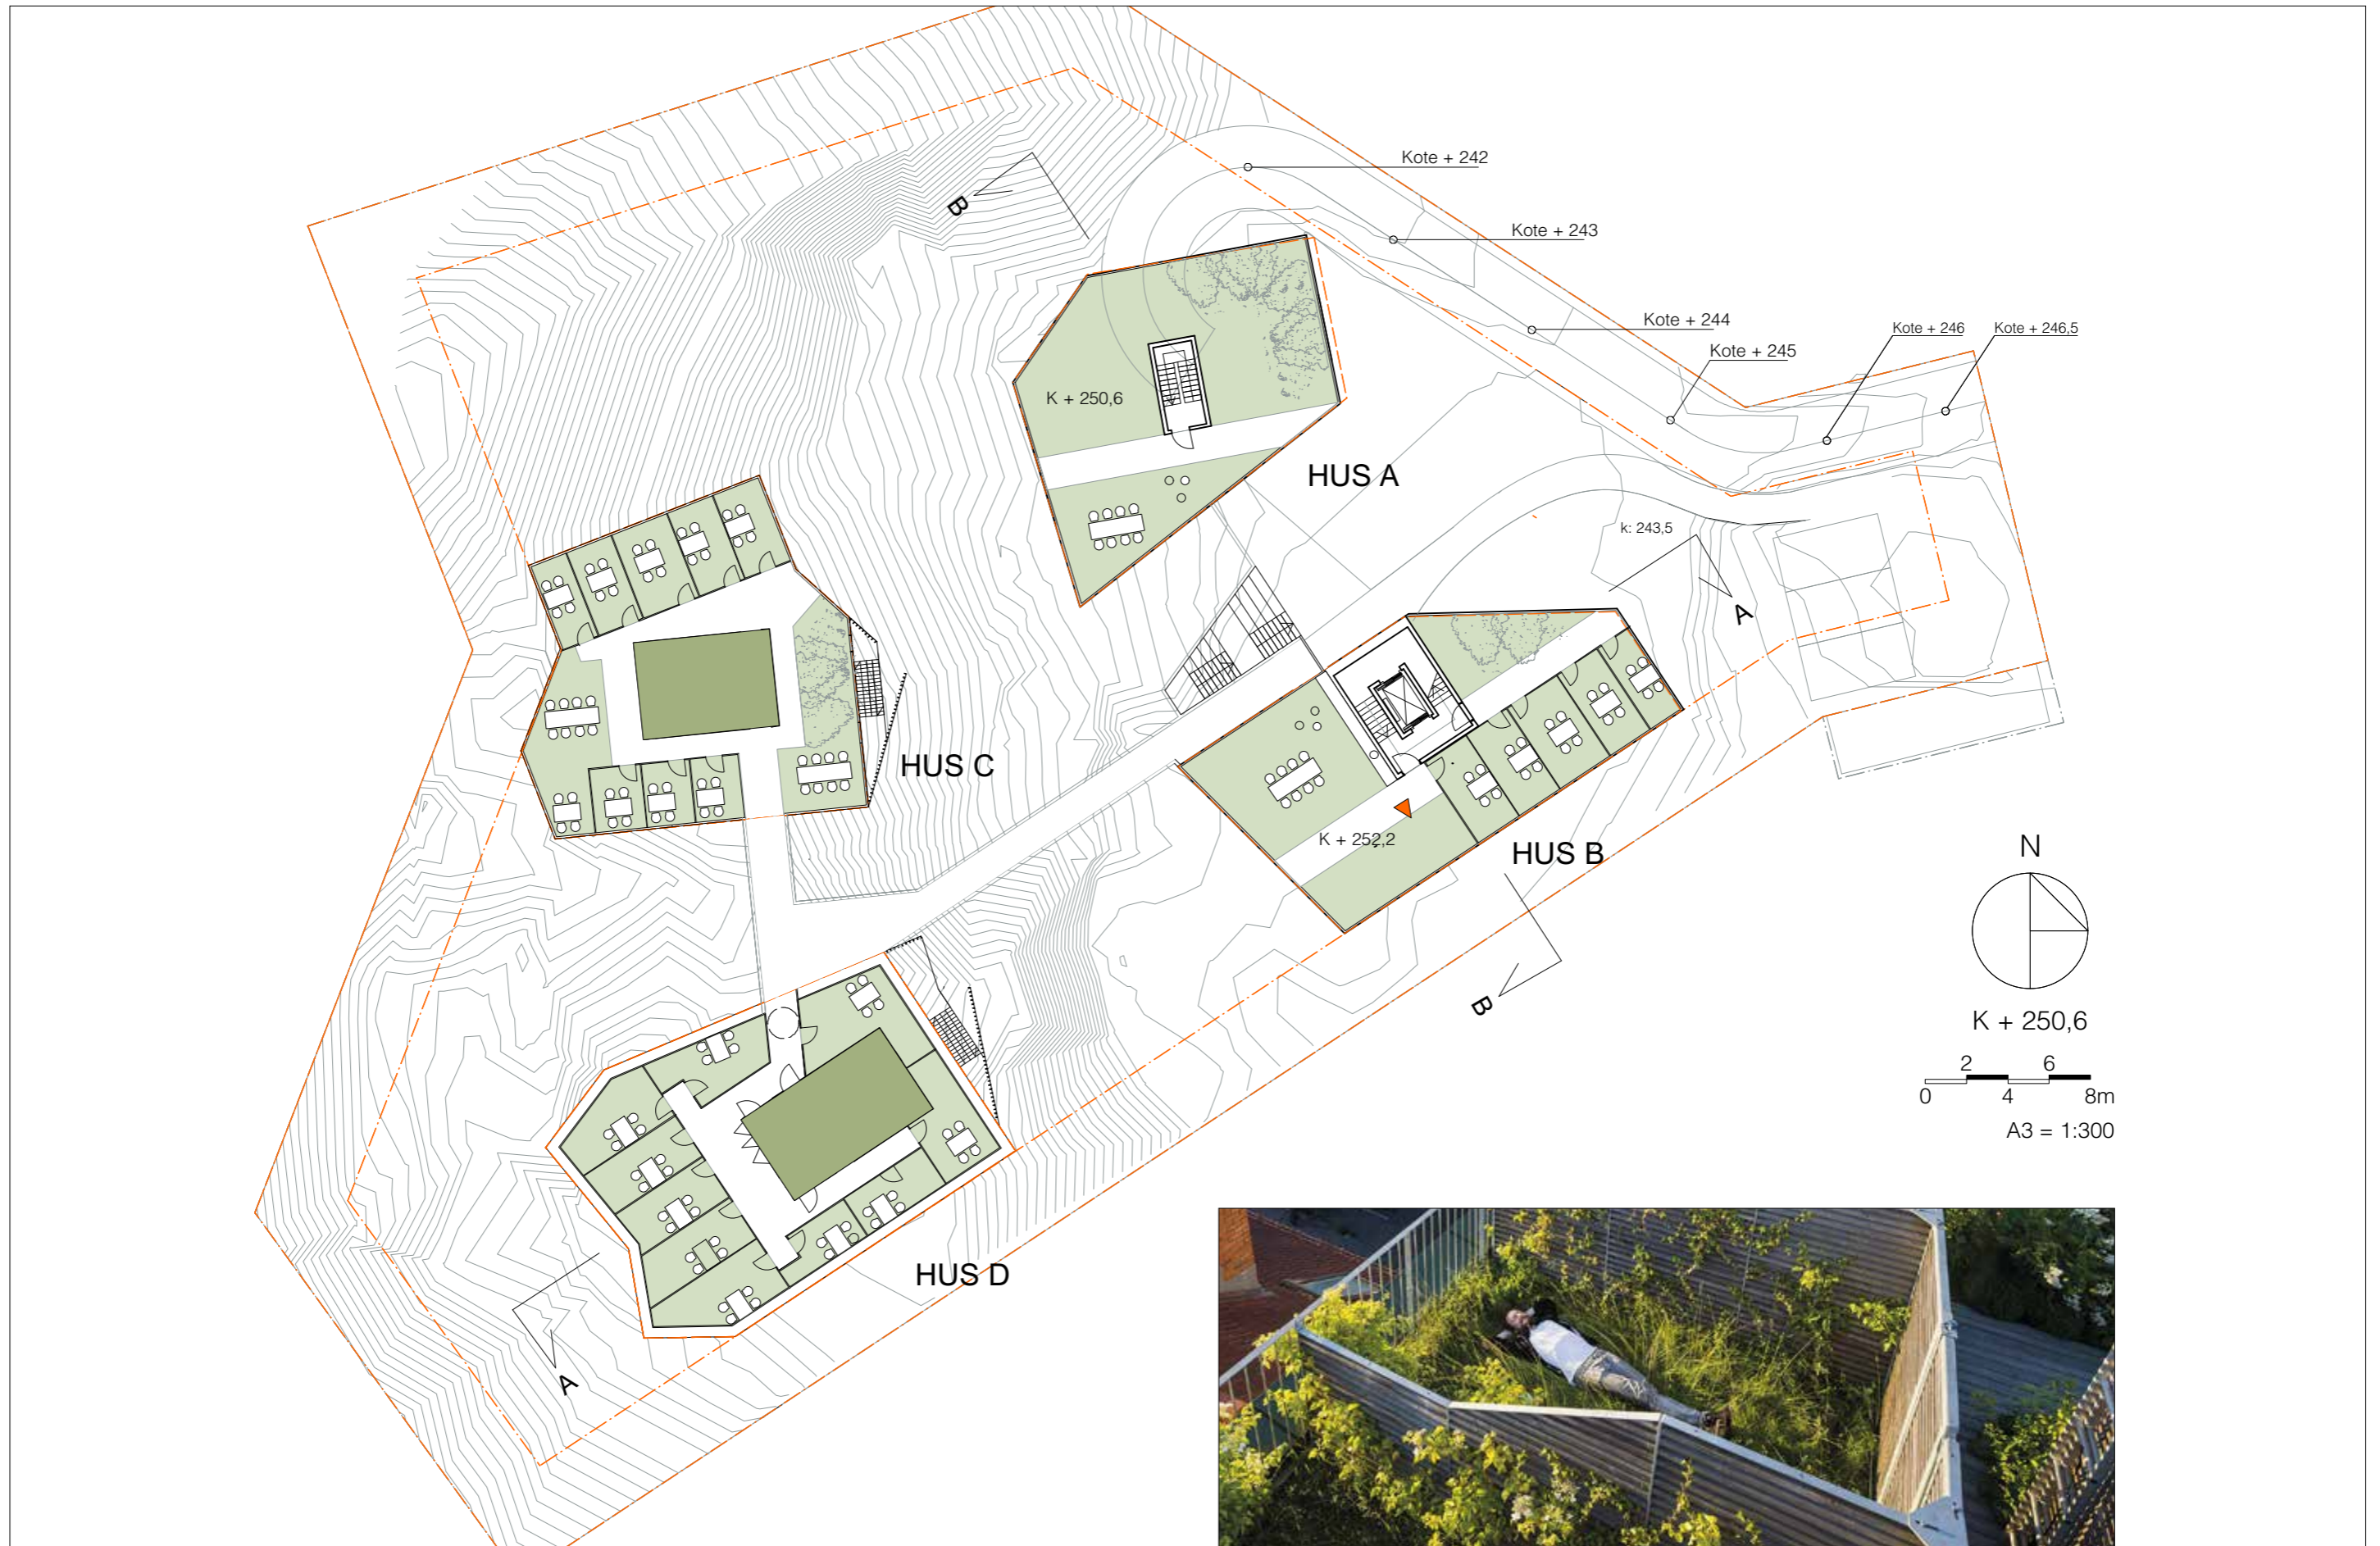 Kote + 242
B
Kote + 243
Kote + 244
Kote + 246
Kote + 246,5
Kote + 245
K + 250,6
HUS A
k: 243,5
A
HUS C
K + 252,2
HUS B
N
B
K + 250,6
2 6
0 4 8m
A3 = 1:300
HUS D
A